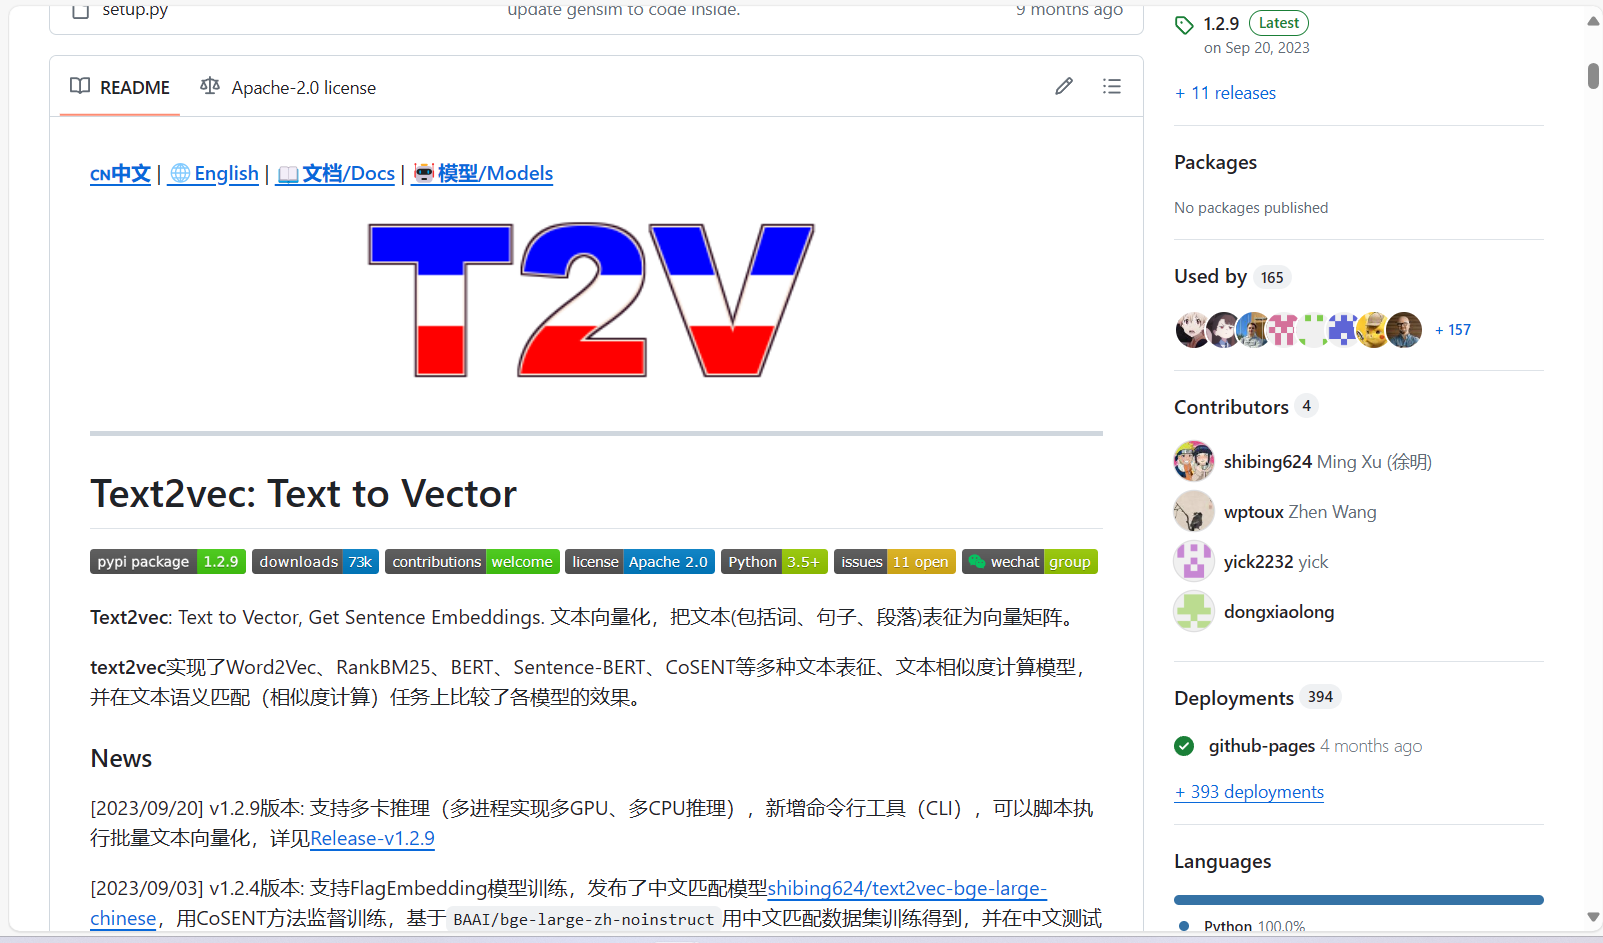 setup.py
update gensim to code inside.
9 months ago
README
Apache-2.0 license
CN中文 | English | 文档/Docs | 模型/Models
T2V
Text2vec: Text to Vector
pypi package 1.2.9 downloads 73k contributions welcome license Apache 2.0 Python 3.5+ issues 11 open wechat group
Text2vec: Text to Vector, Get Sentence Embeddings. 文本向量化，把文本(包括词、句子、段落)表征为向量矩阵。
text2vec实现了Word2Vec、RankBM25、BERT、Sentence-BERT、CoSENT等多种文本表征、文本相似度计算模型，
并在文本语义匹配（相似度计算）任务上比较了各模型的效果。
News
[2023/09/20] v1.2.9版本: 支持多卡推理（多进程实现多GPU、多CPU推理），新增命令行工具（CLI），可以脚本执
行批量文本向量化，详见Release-v1.2.9
[2023/09/03] v1.2.4版本: 支持FlagEmbedding模型训练，发布了中文匹配模型shibing624/text2vec-bge-large-
chinese，用CoSENT方法监督训练，基于 BAAI/bge-large-zh-noinstruct 用中文匹配数据集训练得到，并在中文测试
1.2.9 Latest
on Sep 20, 2023
+ 11 releases
Packages
No packages published
Used by 165
+ 157
Contributors 4
shibing624 Ming Xu (徐明)
wptoux Zhen Wang
yick2232 yick
dongxiaolong
Deployments 394
github-pages 4 months ago
+ 393 deployments
Languages
Python 100.0%